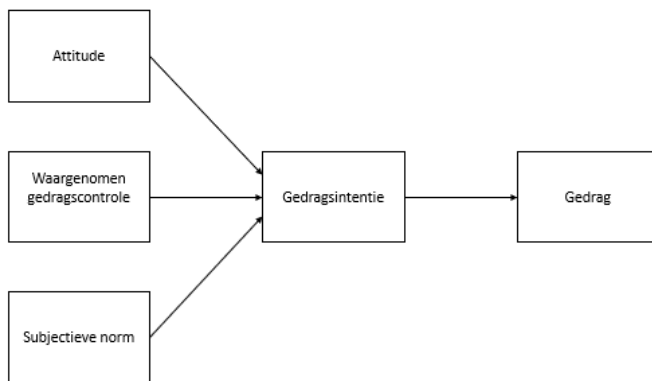 Attitude
Waargenomen
gedragscontrole
Gedragsintentie
Gedrag
Subjectieve norm